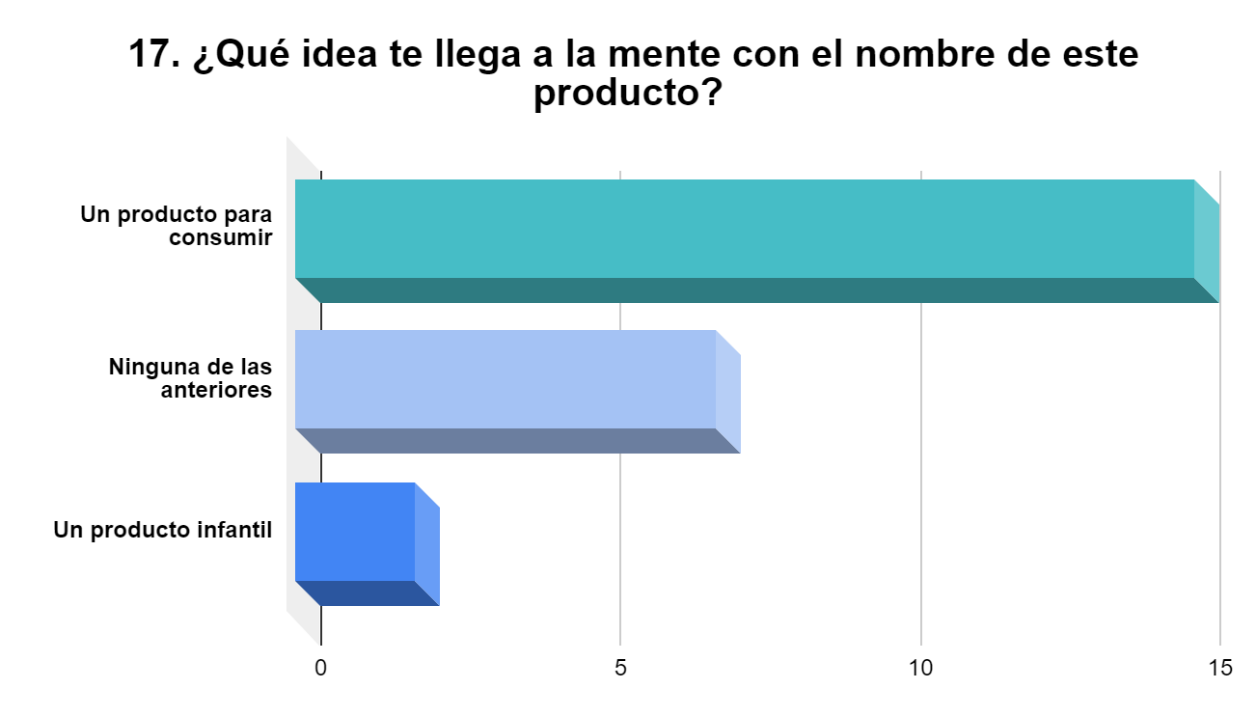 17. ¿Qué idea te llega a la mente con el nombre de este
producto?
Un producto para
consumir
Ninguna de las
anteriores
Un producto infantil
0 5 10 15